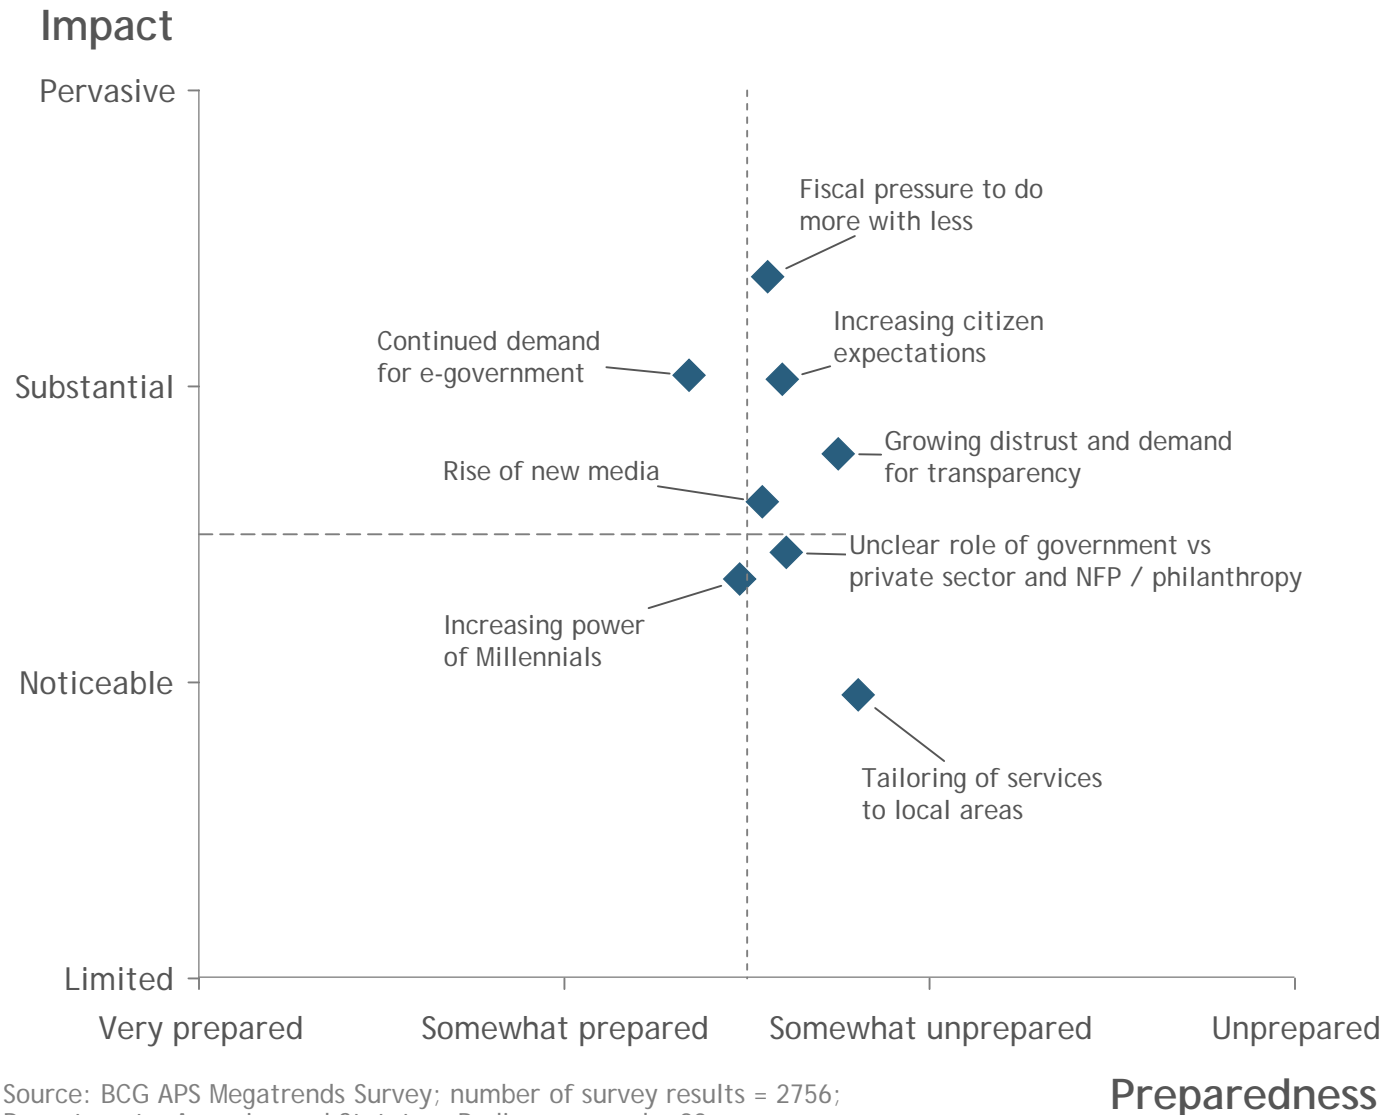 Impact
Pervasive
Fiscal pressure to do
more with less
Increasing citizen
expectations
Continued demand
for e-government
Substantial
Growing distrust and demand
for transparency
Rise of new media
Unclear role of government vs
private sector and NFP / philanthropy
Increasing power
of Millennials
Noticeable
Tailoring of services
to local areas
Limited
Very prepared
Somewhat prepared
Somewhat unprepared
Unprepared
Preparedness
Source: BCG APS Megatrends Survey; number of survey results = 2756;